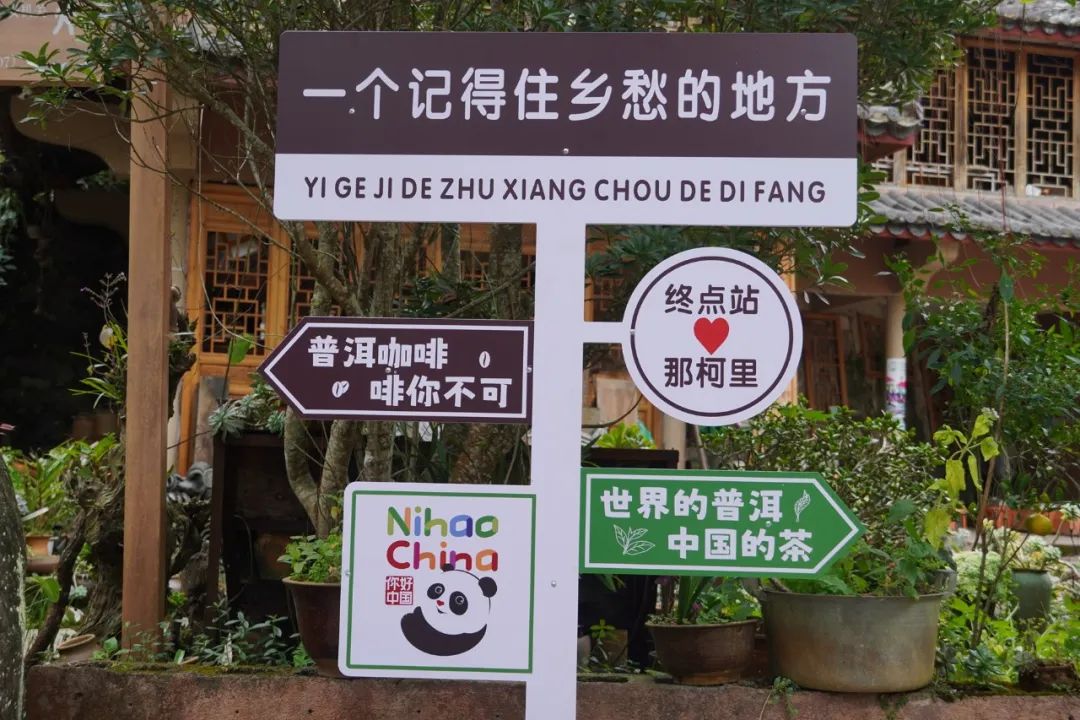 一个记得住乡愁的地方
YI GE JI DE ZHU XIANG CHOU DE DI FANG
终点站
那柯里
普洱咖啡
啡你不可
世界的普洱
中国的茶
Nihao
China
你好
中国